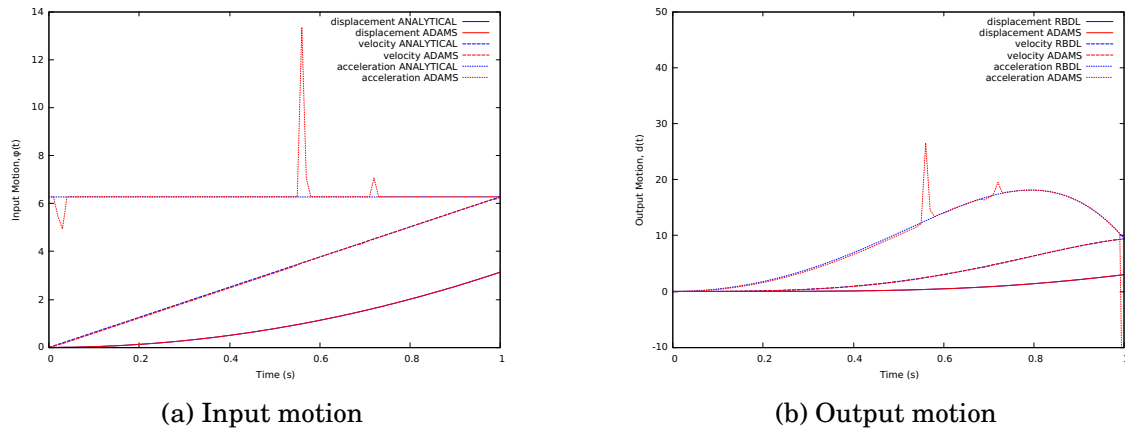 14
12
10
8
6
4
2
0
Input Motion,φ(t)
displacement ANALYTICAL
displacement ADAMS
velocity ANALYTICAL
velocity ADAMS
acceleration ANALYTICAL
acceleration ADAMS
0.2
0.4
0.6
0.8
1
Time (s)
(a) Input motion
50
40
30
20
10
0
-10
Output Motion, d(t)
displacement RBDL
displacement ADAMS
velocity RBDL
velocity ADAMS
acceleration RBDL
acceleration ADAMS
0
0.2
0.4
0.6
0.8
1
Time (s)
(b) Output motion